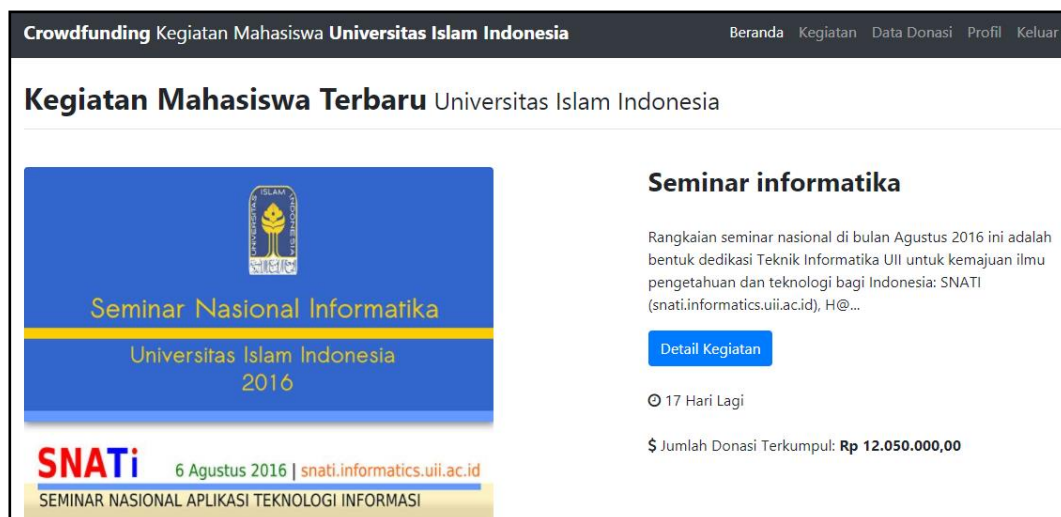 Crowdfunding Kegiatan Mahasiswa Universitas Islam Indonesia
Beranda Kegiatan Data Donasi Profil Keluar
Kegiatan Mahasiswa Terbaru Universitas Islam Indonesia
ISLAM
UNIVERSITAS
INDONESIA
Seminar Nasional Informatika
Universitas Islam Indonesia
2016
SNATi
6 Agustus 2016 | snati.informatics.uii.ac.id
SEMINAR NASIONAL APLIKASI TEKNOLOGI INFORMASI
Seminar informatika
Rangkaian seminar nasional di bulan Agustus 2016 ini adalah
bentuk dedikasi Teknik Informatika UII untuk kemajuan ilmu
pengetahuan dan teknologi bagi Indonesia: SNATI
(snati.informatics.uii.ac.id), H@...
Detail Kegiatan
17 Hari Lagi
$ Jumlah Donasi Terkumpul: Rp 12.050.000,00